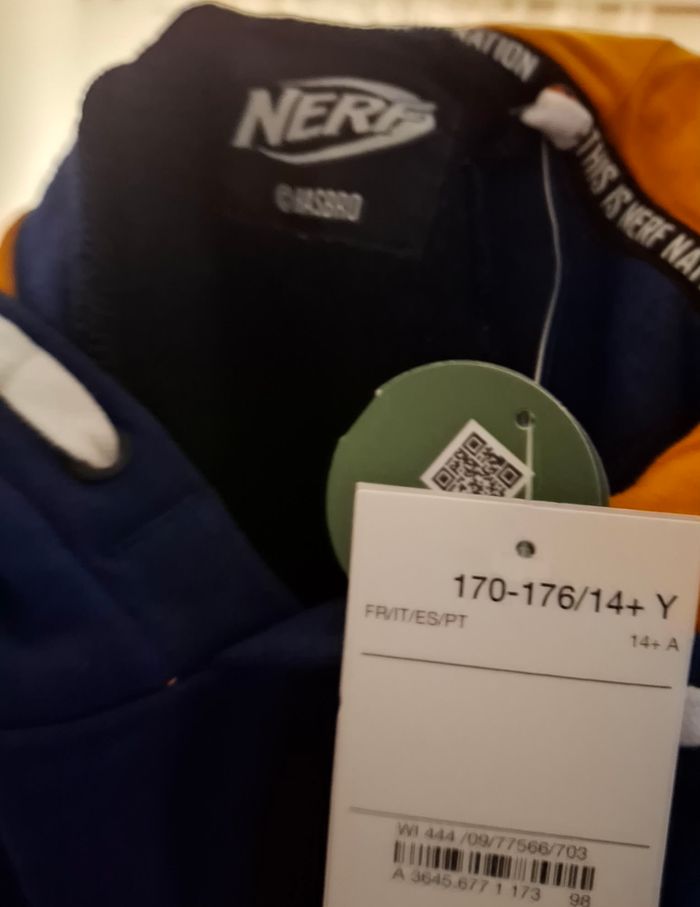 NATION
NERF
©HASBRO
THIS IS NERF NAT
170-176/14+ Y
FR/IT/ES/PT
14+ A
WI 444 /09/77566/703
A 3645.677 1 173 98